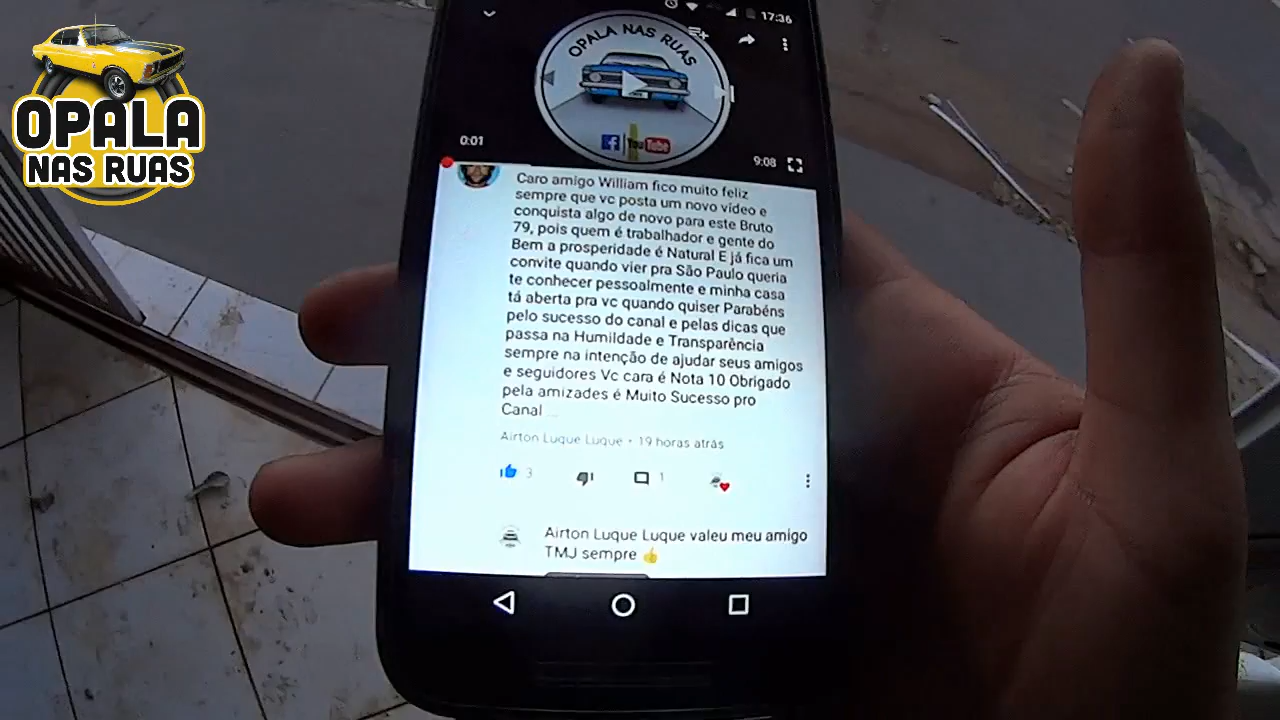 OPALA
NAS RUAS
17:36
OPALA NAS RUAS
YouTube
0:01
9:08
Caro amigo William fico muito feliz
sempre que vc posta um novo vídeo e
conquista algo de novo para este Bruto
79, pois quem é trabalhador e gente do
Bem a prosperidade é Natural E já fica um
convite quando vier pra São Paulo queria
te conhecer pessoalmente e minha casa
tá aberta pra vc quando quiser Parabéns
pelo sucesso do canal e pelas dicas que
passa na Humildade e Transparência
sempre na intenção de ajudar seus amigos
e seguidores Vc cara é Nota 10 Obrigado
pela amizades é Muito Sucesso pro
Canal ...
Airton Luque Luque • 19 horas atrás
3
1
Airton Luque Luque valeu meu amigo
TMJ sempre 👍